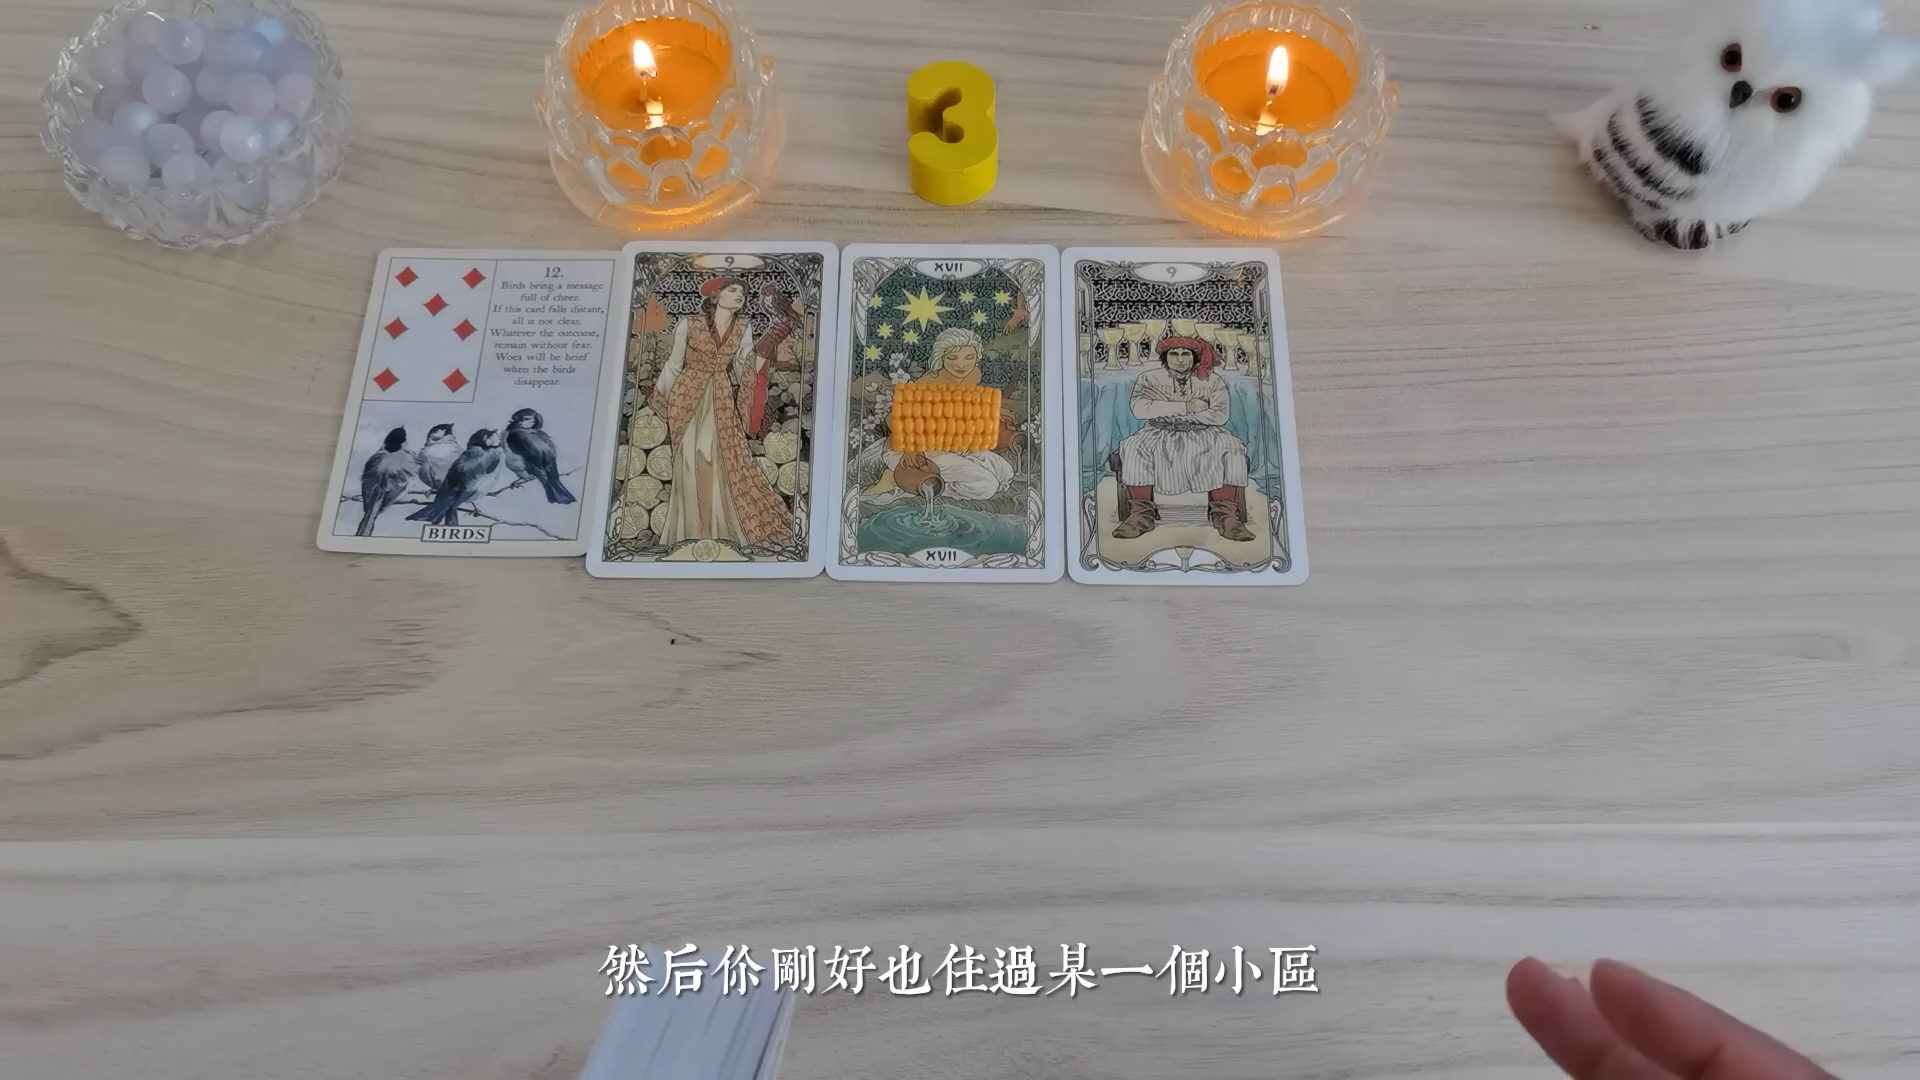 3
12.
Birds bring a message
full of cheer.
If this card falls distant,
all is not clear.
Whatever the outcome,
remain without fear.
Woes will be brief
when the birds
disappear.
BIRDS
9
XVII
XVII
9
然后你剛好也住過某一個小區